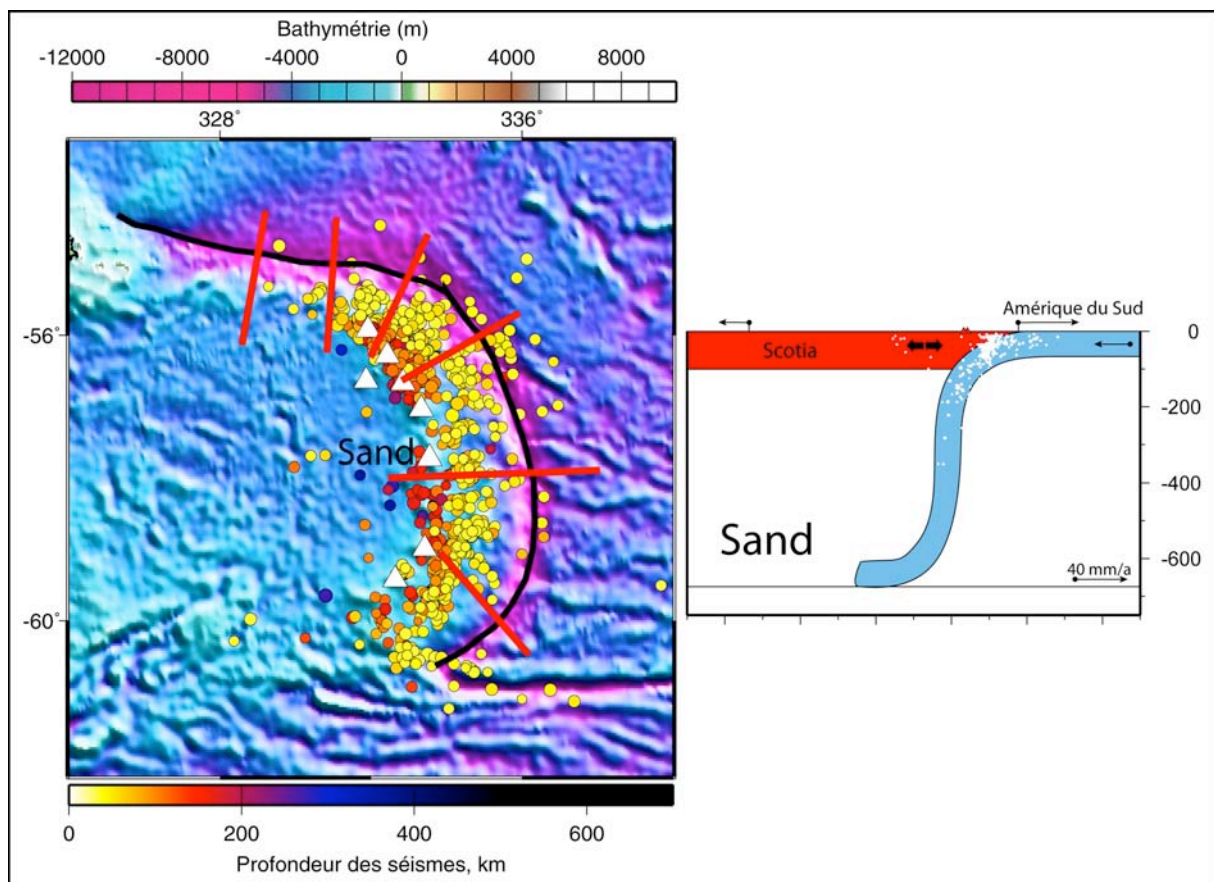 Bathymétrie (m)
-12000 -8000 -4000 0 4000 8000
328° 336°
-56°
Sand
-60°
0 200 400 600
Profondeur des séismes, km
Amérique du Sud
Scotia
0
-200
-400
Sand
-600
40 mm/a